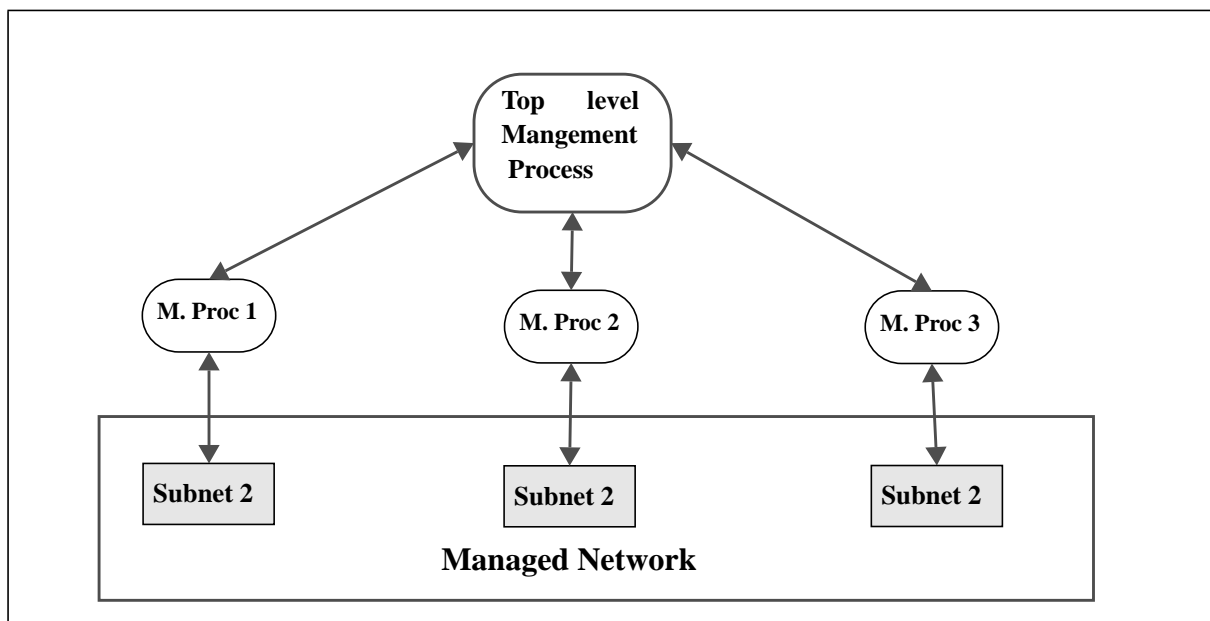 Top level
Mangement
Process
M. Proc 1
M. Proc 2
M. Proc 3
Subnet 2
Subnet 2
Subnet 2
Managed Network